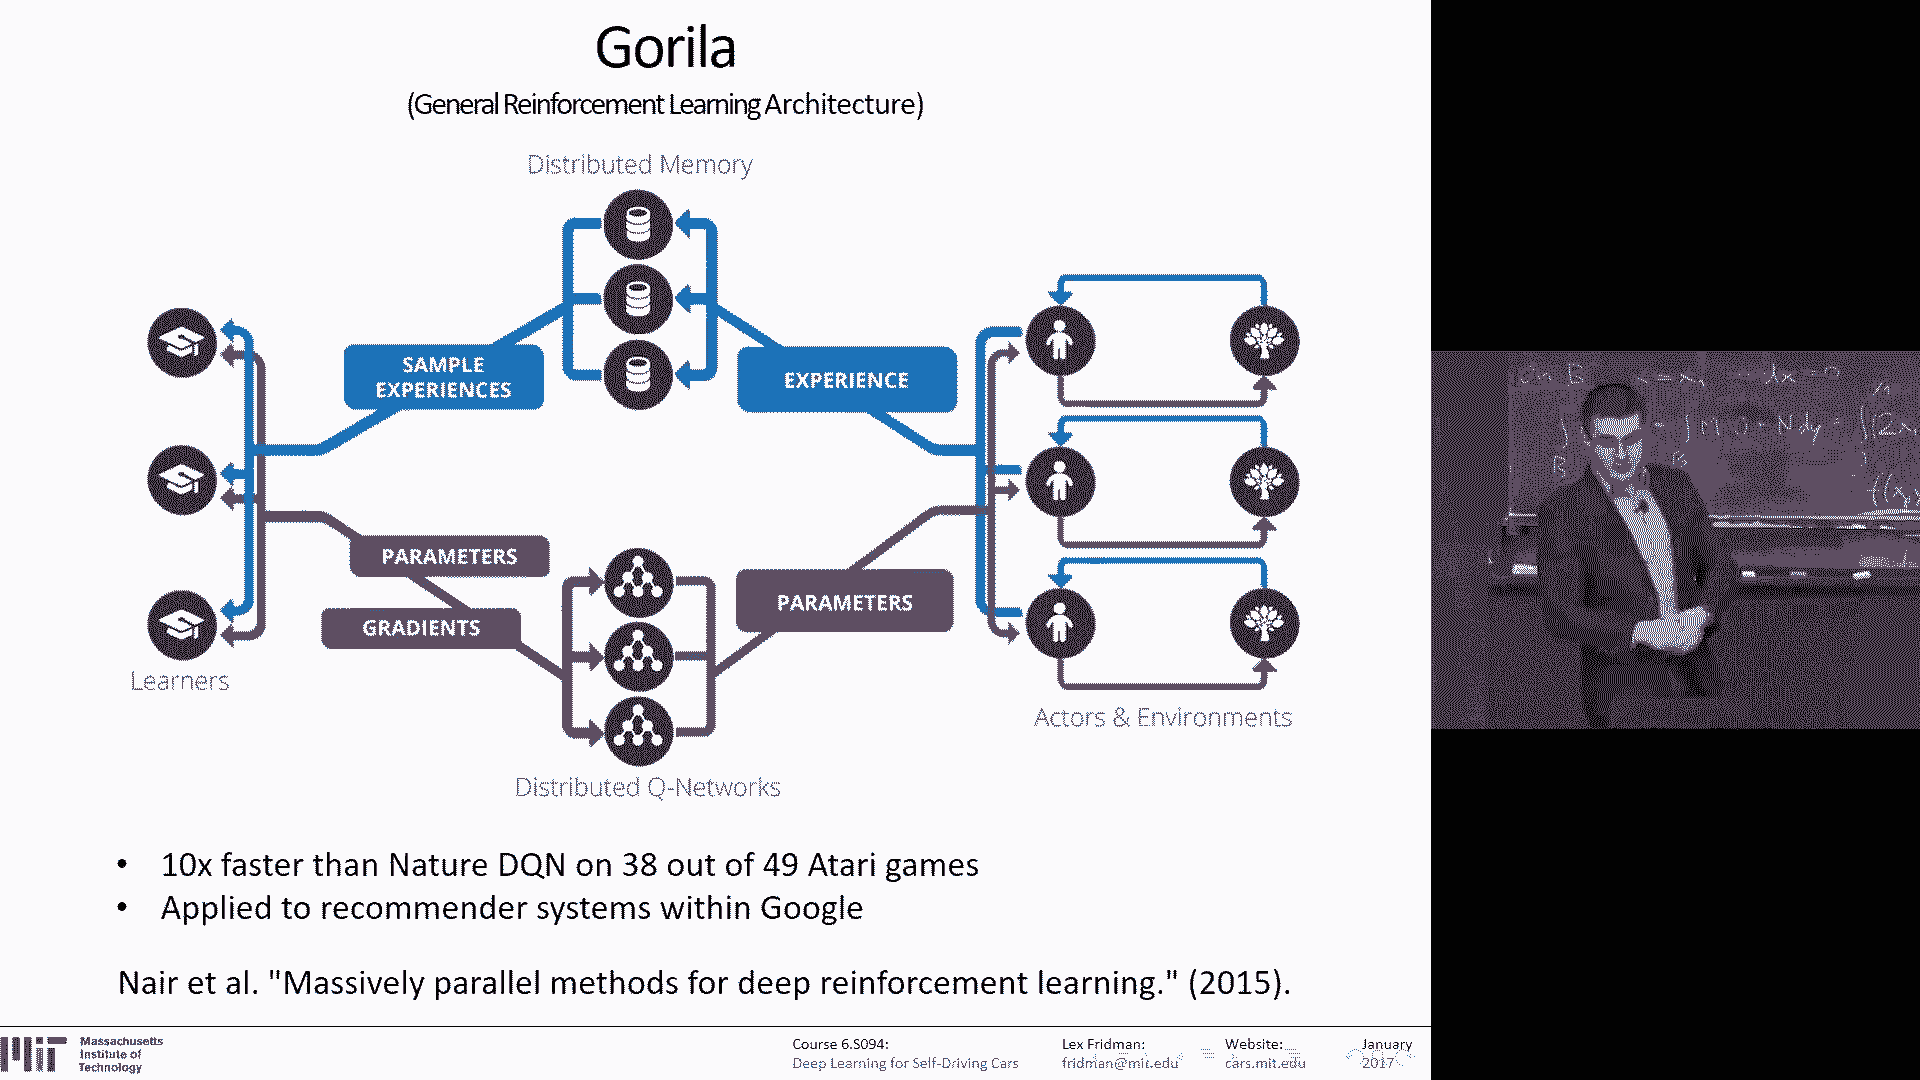 Gorila
(General Reinforcement Learning Architecture)
Distributed Memory
SAMPLE
EXPERIENCES
EXPERIENCE
PARAMETERS
GRADIENTS
PARAMETERS
Learners
Actors & Environments
Distributed Q-Networks
• 10x faster than Nature DQN on 38 out of 49 Atari games
• Applied to recommender systems within Google
Nair et al. "Massively parallel methods for deep reinforcement learning." (2015).
Massachusetts
Institute of
Technology
Course 6.S094:
Deep Learning for Self-Driving Cars
Lex Fridman:
fridman@mit.edu
Website:
cars.mit.edu
January
2017